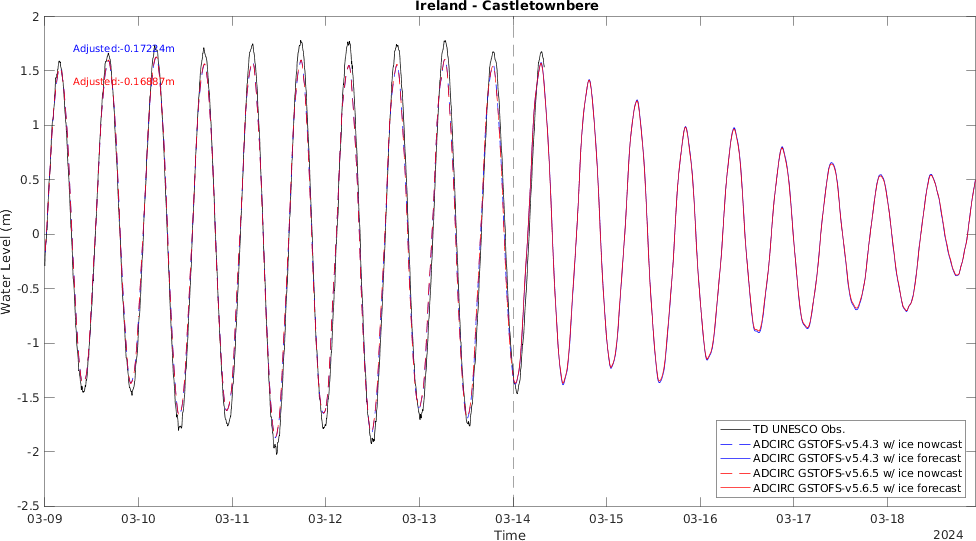 Ireland - Castletownbere
Adjusted:-0.17224m
Adjusted:-0.16887m
2
1.5
1
0.5
0
-0.5
-1
-1.5
-2
-2.5
Water Level (m)
TD UNESCO Obs.
ADCIRC GSTOFS-v5.4.3 w/ ice nowcast
ADCIRC GSTOFS-v5.4.3 w/ ice forecast
ADCIRC GSTOFS-v5.6.5 w/ ice nowcast
ADCIRC GSTOFS-v5.6.5 w/ ice forecast
03-09 03-10 03-11 03-12 03-13 03-14 03-15 03-16 03-17 03-18
Time
2024